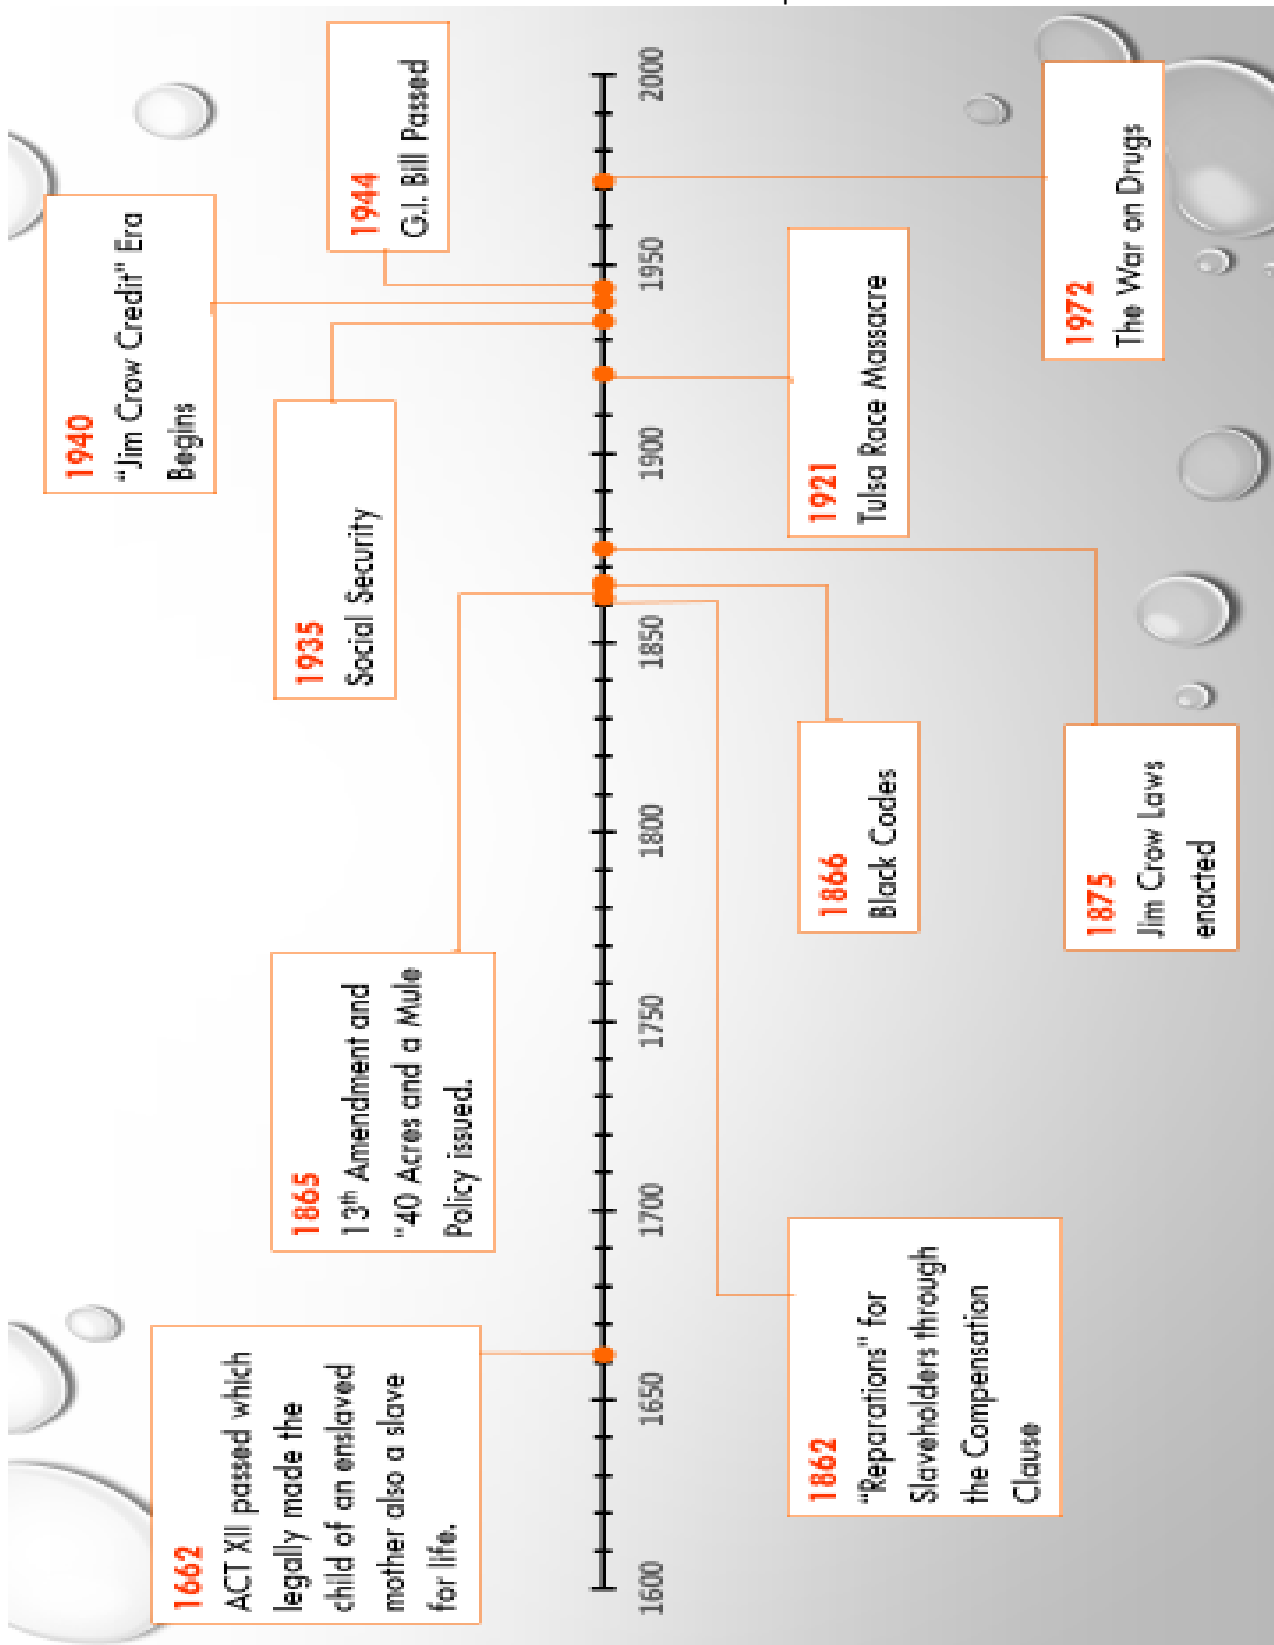 1662
ACT XII passed which
legally made the
child of an enslaved
mother also a slave
for life.
1865
13th Amendment and
"40 Acres and a Mule
Policy issued.
1935
Social Security
1940
"Jim Crow Credit" Era
Begins
1944
G.I. Bill Passed
1600 1650 1700 1750 1800 1850 1900 1950 2000
1862
"Reparations" for
Slaveholders through
the Compensation
Clause
1866
Black Codes
1875
Jim Crow Laws
enacted
1921
Tulsa Race Massacre
1972
The War on Drugs